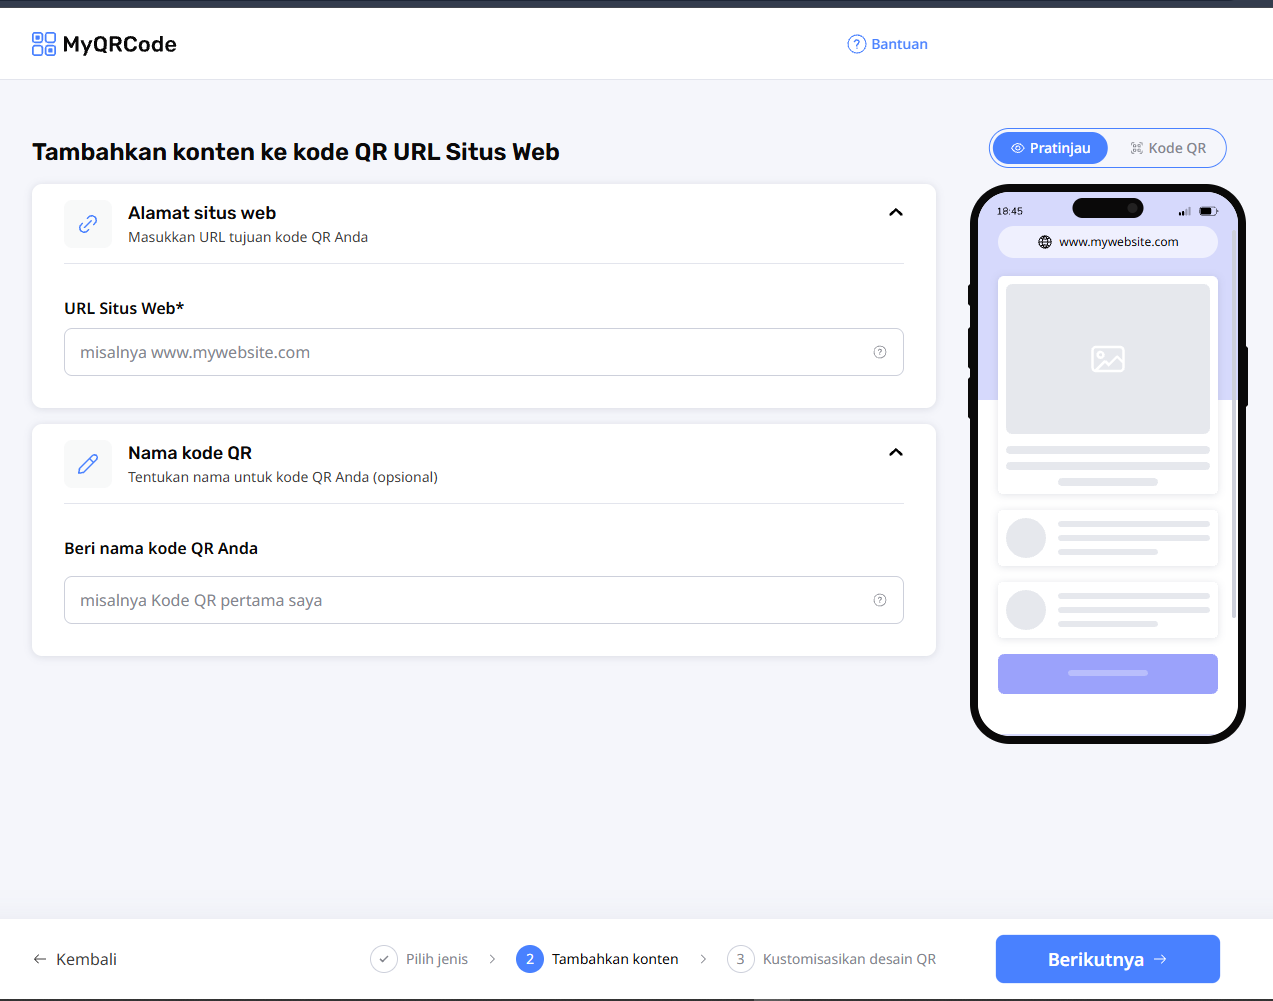 MyQRCode
Bantuan
Tambahkan konten ke kode QR URL Situs Web
Pratinjau
Kode QR
Alamat situs web
Masukkan URL tujuan kode QR Anda
URL Situs Web*
misalnya www.mywebsite.com
Nama kode QR
Tentukan nama untuk kode QR Anda (opsional)
Beri nama kode QR Anda
misalnya Kode QR pertama saya
18:45
www.mywebsite.com
Kembali
Pilih jenis
2 Tambahkan konten
3 Kustomisasikan desain QR
Berikutnya